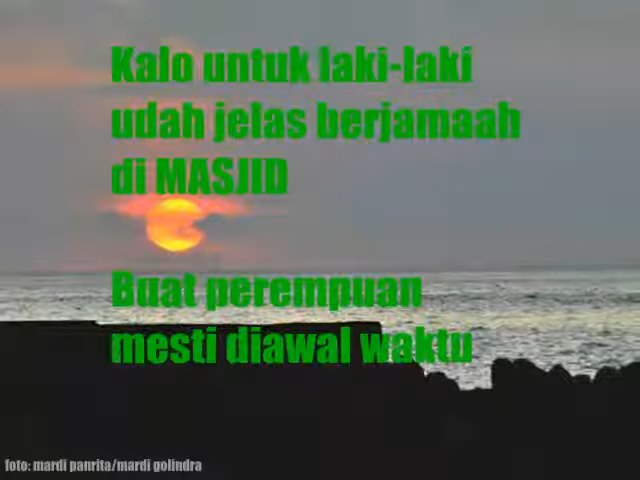 Kalo untuk laki-laki
udah jelas berjamaah
di MASJID
Buat perempuan
mesti diawal waktu
foto: mardi panrita/mardi golindra